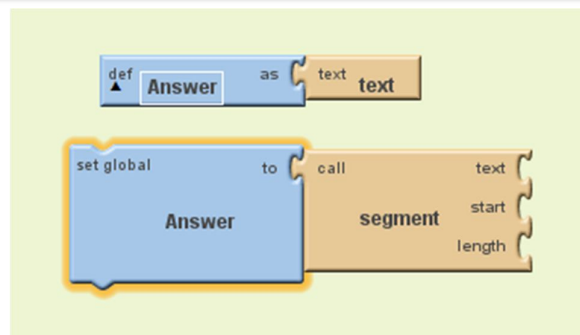 def Answer as text text
set global to call text
Answer segment start
length